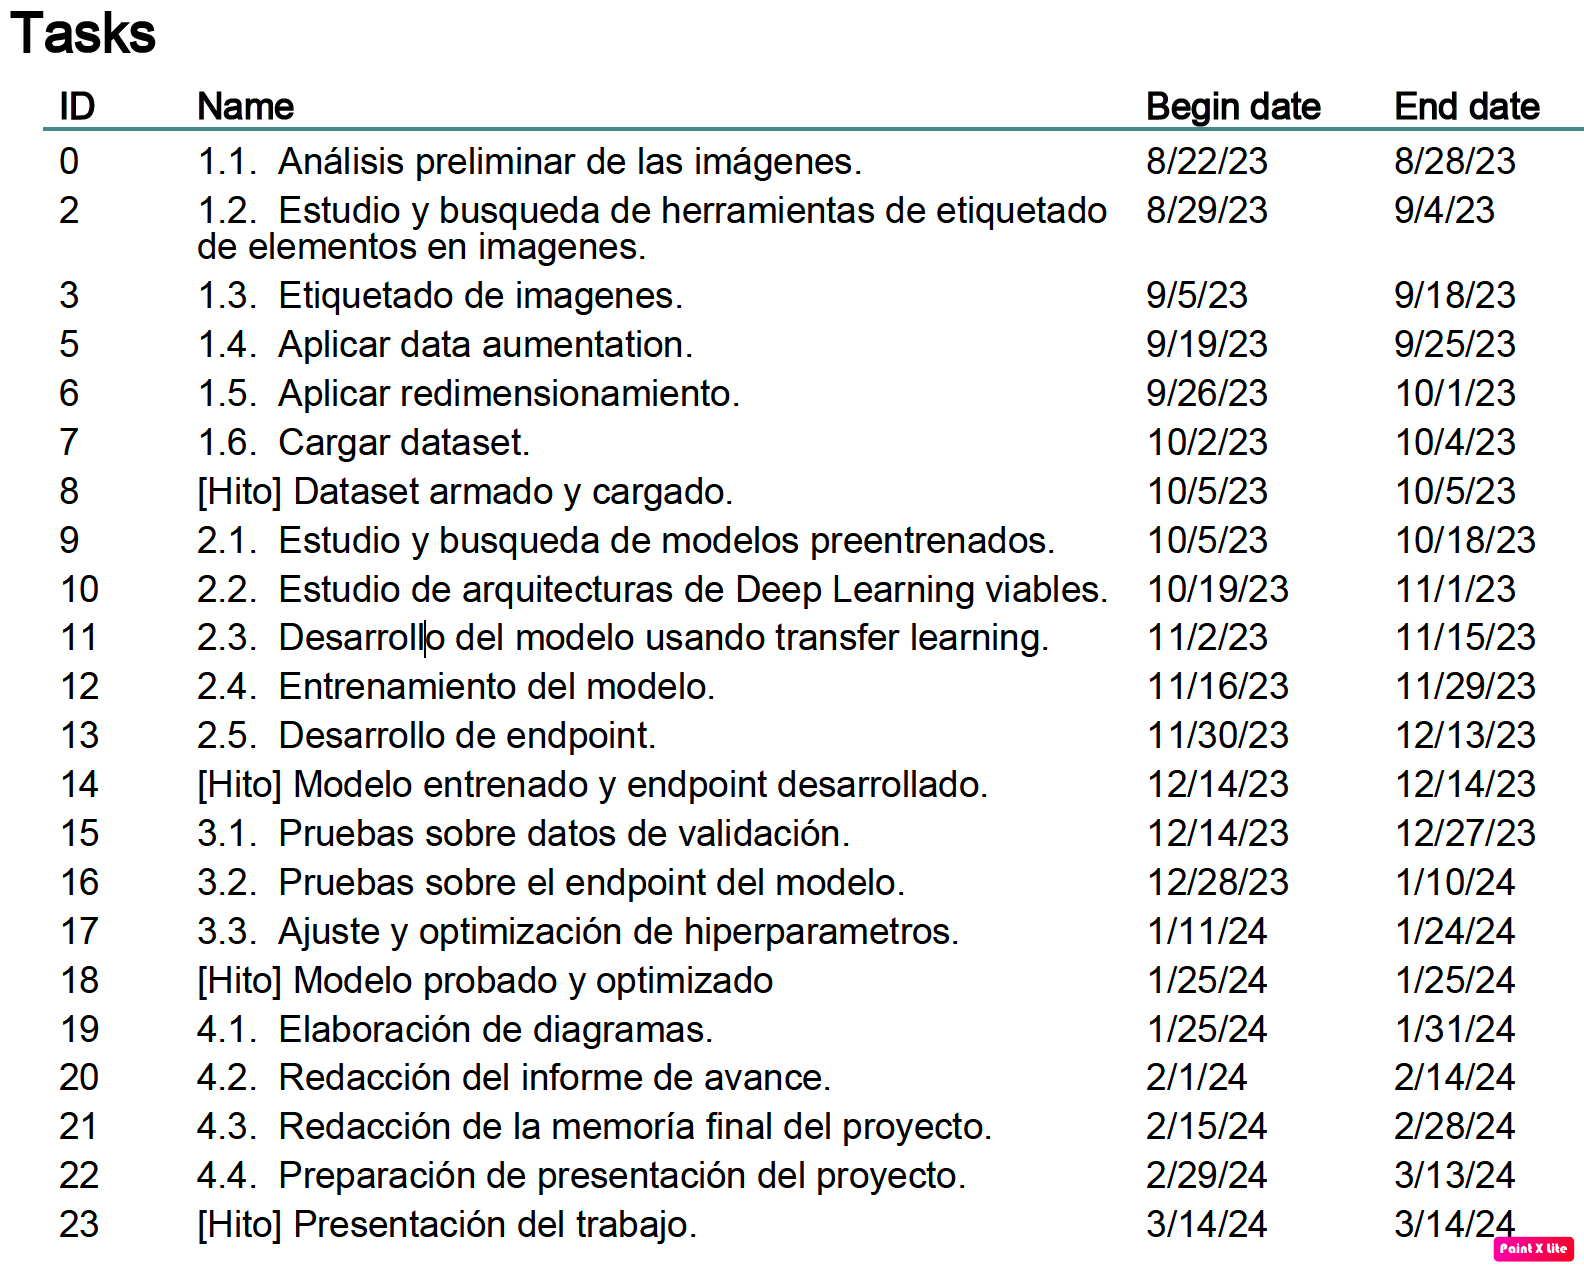 Tasks
ID Name Begin date End date
0 1.1. Análisis preliminar de las imágenes. 8/22/23 8/28/23
2 1.2. Estudio y busqueda de herramientas de etiquetado 8/29/23 9/4/23
de elementos en imagenes.
3 1.3. Etiquetado de imagenes. 9/5/23 9/18/23
5 1.4. Aplicar data aumentation. 9/19/23 9/25/23
6 1.5. Aplicar redimensionamiento. 9/26/23 10/1/23
7 1.6. Cargar dataset. 10/2/23 10/4/23
8 [Hito] Dataset armado y cargado. 10/5/23 10/5/23
9 2.1. Estudio y busqueda de modelos preentrenados. 10/5/23 10/18/23
10 2.2. Estudio de arquitecturas de Deep Learning viables. 10/19/23 11/1/23
11 2.3. Desarrollo del modelo usando transfer learning. 11/2/23 11/15/23
12 2.4. Entrenamiento del modelo. 11/16/23 11/29/23
13 2.5. Desarrollo de endpoint. 11/30/23 12/13/23
14 [Hito] Modelo entrenado y endpoint desarrollado. 12/14/23 12/14/23
15 3.1. Pruebas sobre datos de validación. 12/14/23 12/27/23
16 3.2. Pruebas sobre el endpoint del modelo. 12/28/23 1/10/24
17 3.3. Ajuste y optimización de hiperparametros. 1/11/24 1/24/24
18 [Hito] Modelo probado y optimizado 1/25/24 1/25/24
19 4.1. Elaboración de diagramas. 1/25/24 1/31/24
20 4.2. Redacción del informe de avance. 2/1/24 2/14/24
21 4.3. Redacción de la memoría final del proyecto. 2/15/24 2/28/24
22 4.4. Preparación de presentación del proyecto. 2/29/24 3/13/24
23 [Hito] Presentación del trabajo. 3/14/24 3/14/24
Paint X Lite